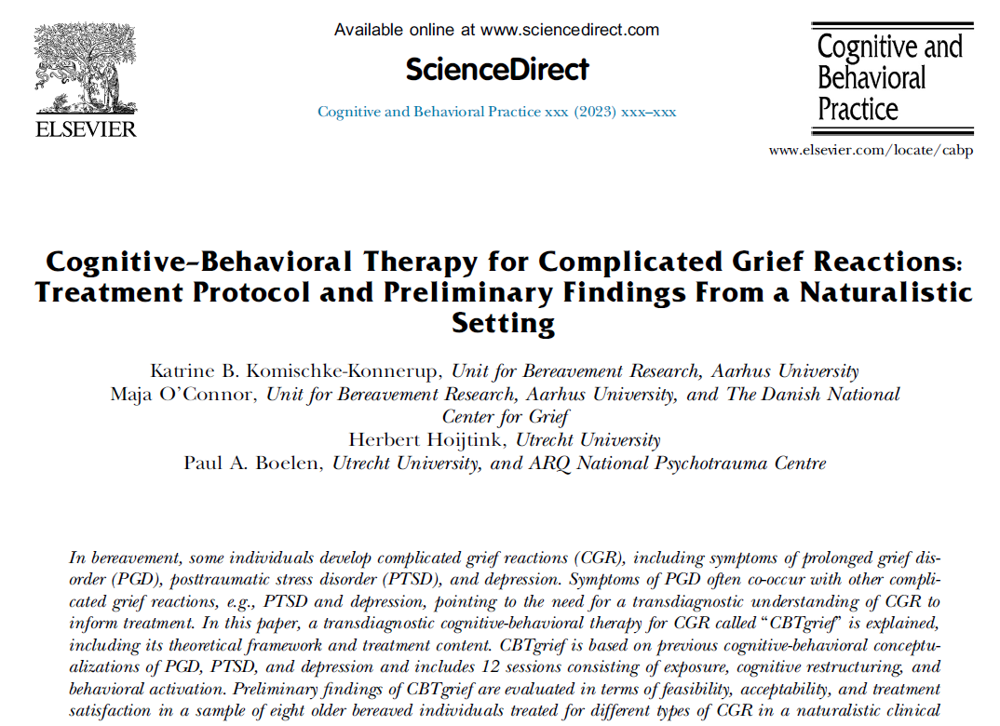 Available online at www.sciencedirect.com
ScienceDirect
Cognitive and Behavioral Practice xxx (2023) xxx–xxx
ELSEVIER
Cognitive and
Behavioral
Practice
www.elsevier.com/locate/cabp
Cognitive-Behavioral Therapy for Complicated Grief Reactions:
Treatment Protocol and Preliminary Findings From a Naturalistic
Setting
Katrine B. Komischke-Konnerup, Unit for Bereavement Research, Aarhus University
Maja O'Connor, Unit for Bereavement Research, Aarhus University, and The Danish National
Center for Grief
Herbert Hoijtink, Utrecht University
Paul A. Boelen, Utrecht University, and ARQ National Psychotrauma Centre
In bereavement, some individuals develop complicated grief reactions (CGR), including symptoms of prolonged grief dis-
order (PGD), posttraumatic stress disorder (PTSD), and depression. Symptoms of PGD often co-occur with other compli-
cated grief reactions, e.g., PTSD and depression, pointing to the need for a transdiagnostic understanding of CGR to
inform treatment. In this paper, a transdiagnostic cognitive-behavioral therapy for CGR called "CBTgrief" is explained,
including its theoretical framework and treatment content. CBTgrief is based on previous cognitive-behavioral conceptu-
alizations of PGD, PTSD, and depression and includes 12 sessions consisting of exposure, cognitive restructuring, and
behavioral activation. Preliminary findings of CBTgrief are evaluated in terms of feasibility, acceptability, and treatment
satisfaction in a sample of eight older bereaved individuals treated for different types of CGR in a naturalistic clinical